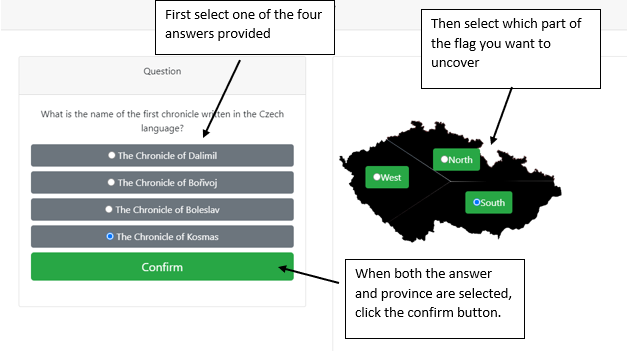 First select one of the four
answers provided
Then select which part of
the flag you want to
uncover
Question
What is the name of the first chronicle written in the Czech
language?
The Chronicle of Dalimil
The Chronicle of Bořivoj
The Chronicle of Boleslav
The Chronicle of Kosmas
Confirm
North
West
South
When both the answer
and province are selected,
click the confirm button.